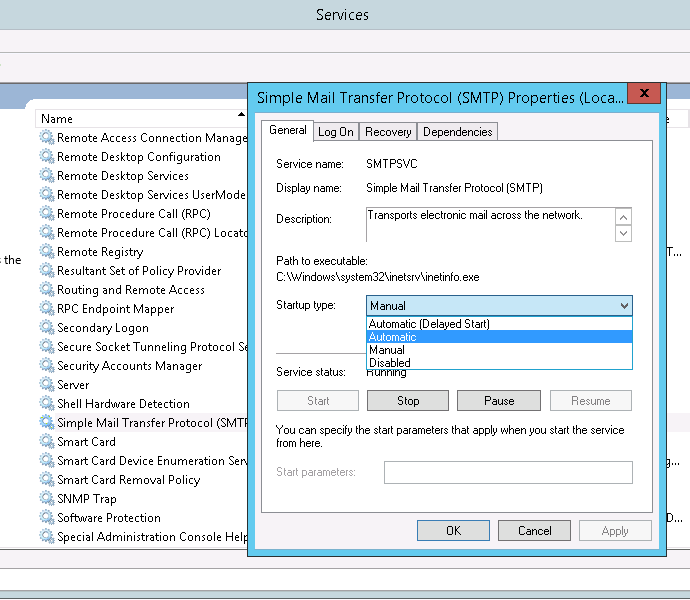 Services
Name
Remote Access Connection Manage
Remote Desktop Configuration
Remote Desktop Services
Remote Desktop Services UserMode
Remote Procedure Call (RPC)
Remote Procedure Call (RPC) Locato
Remote Registry
Resultant Set of Policy Provider
Routing and Remote Access
RPC Endpoint Mapper
Secondary Logon
Secure Socket Tunneling Protocol Se
Security Accounts Manager
Server
Shell Hardware Detection
Simple Mail Transfer Protocol (SMTP
Smart Card
Smart Card Device Enumeration Serv
Smart Card Removal Policy
SNMP Trap
Software Protection
Special Administration Console Help
s the
e
T...
g...
D...
Simple Mail Transfer Protocol (SMTP) Properties (Loca...
x
General Log On Recovery Dependencies
Service name: SMTPSVC
Display name: Simple Mail Transfer Protocol (SMTP)
Description: Transports electronic mail across the network.
Path to executable:
C:\Windows\system32\inetsrv\inetinfo.exe
Startup type: Manual
Automatic (Delayed Start)
Automatic
Manual
Disabled
Service status: Running
Start Stop Pause Resume
You can specify the start parameters that apply when you start the service
from here.
Start parameters:
OK Cancel Apply